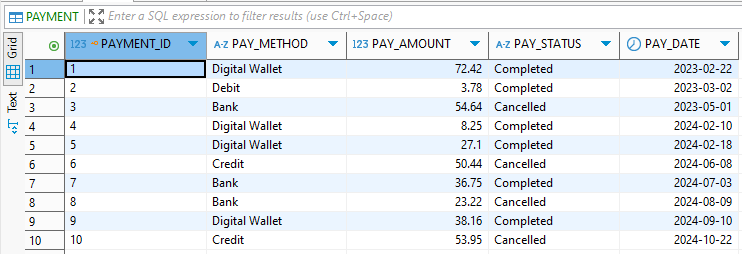 PAYMENT Enter a SQL expression to filter results (use Ctrl+Space)
Grid
Text
123 PAYMENT_ID A-Z PAY_METHOD 123 PAY_AMOUNT A-Z PAY_STATUS PAY_DATE
1 1 Digital Wallet 72.42 Completed 2023-02-22
2 2 Debit 3.78 Completed 2023-03-02
3 3 Bank 54.64 Cancelled 2023-05-01
4 4 Digital Wallet 8.25 Completed 2024-02-10
5 5 Digital Wallet 27.1 Completed 2024-02-18
6 6 Credit 50.44 Cancelled 2024-06-08
7 7 Bank 36.75 Completed 2024-07-03
8 8 Bank 23.22 Cancelled 2024-08-09
9 9 Digital Wallet 38.16 Completed 2024-09-10
10 10 Credit 53.95 Cancelled 2024-10-22